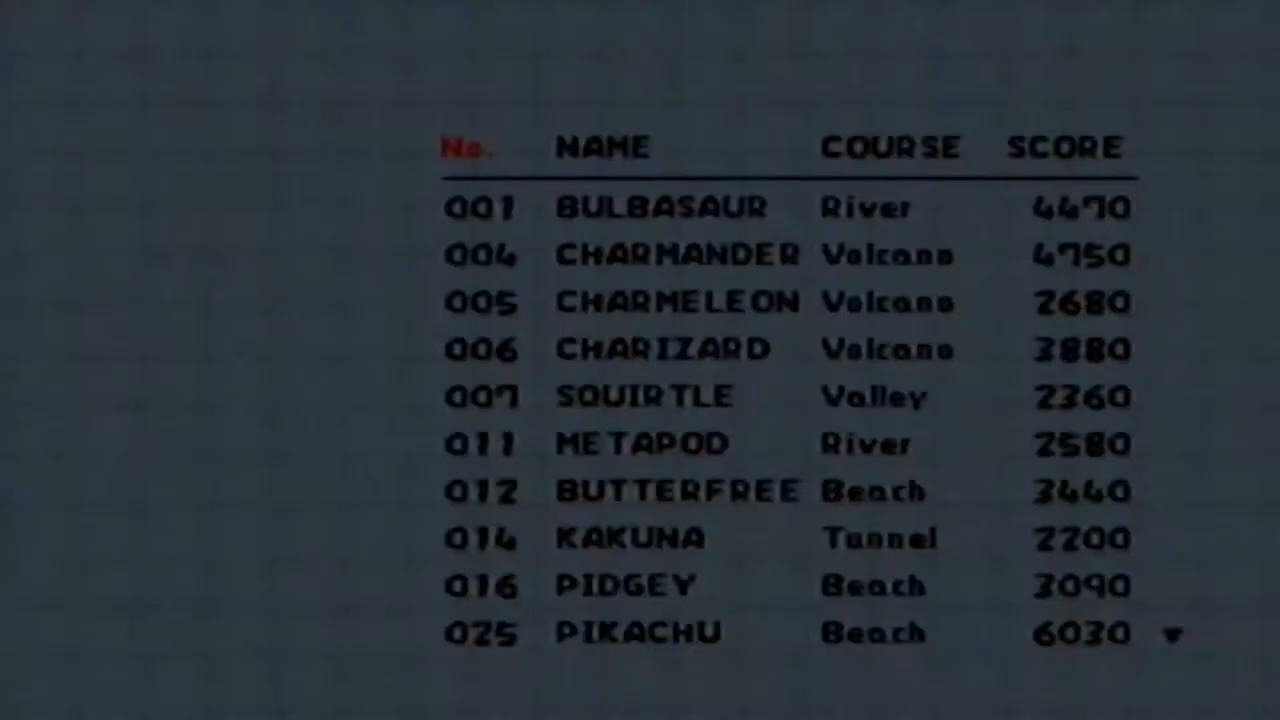 No. NAME COURSE SCORE
001 BULBASAUR River 4470
004 CHARMANDER Volcano 4750
005 CHARMELEON Volcano 2680
006 CHARIZARD Volcano 3880
007 SQUIRTLE Valley 2360
011 METAPOD River 2580
012 BUTTERFREE Beach 3440
014 KAKUNA Tunnel 2200
016 PIDGEY Beach 3090
025 PIKACHU Beach 6030